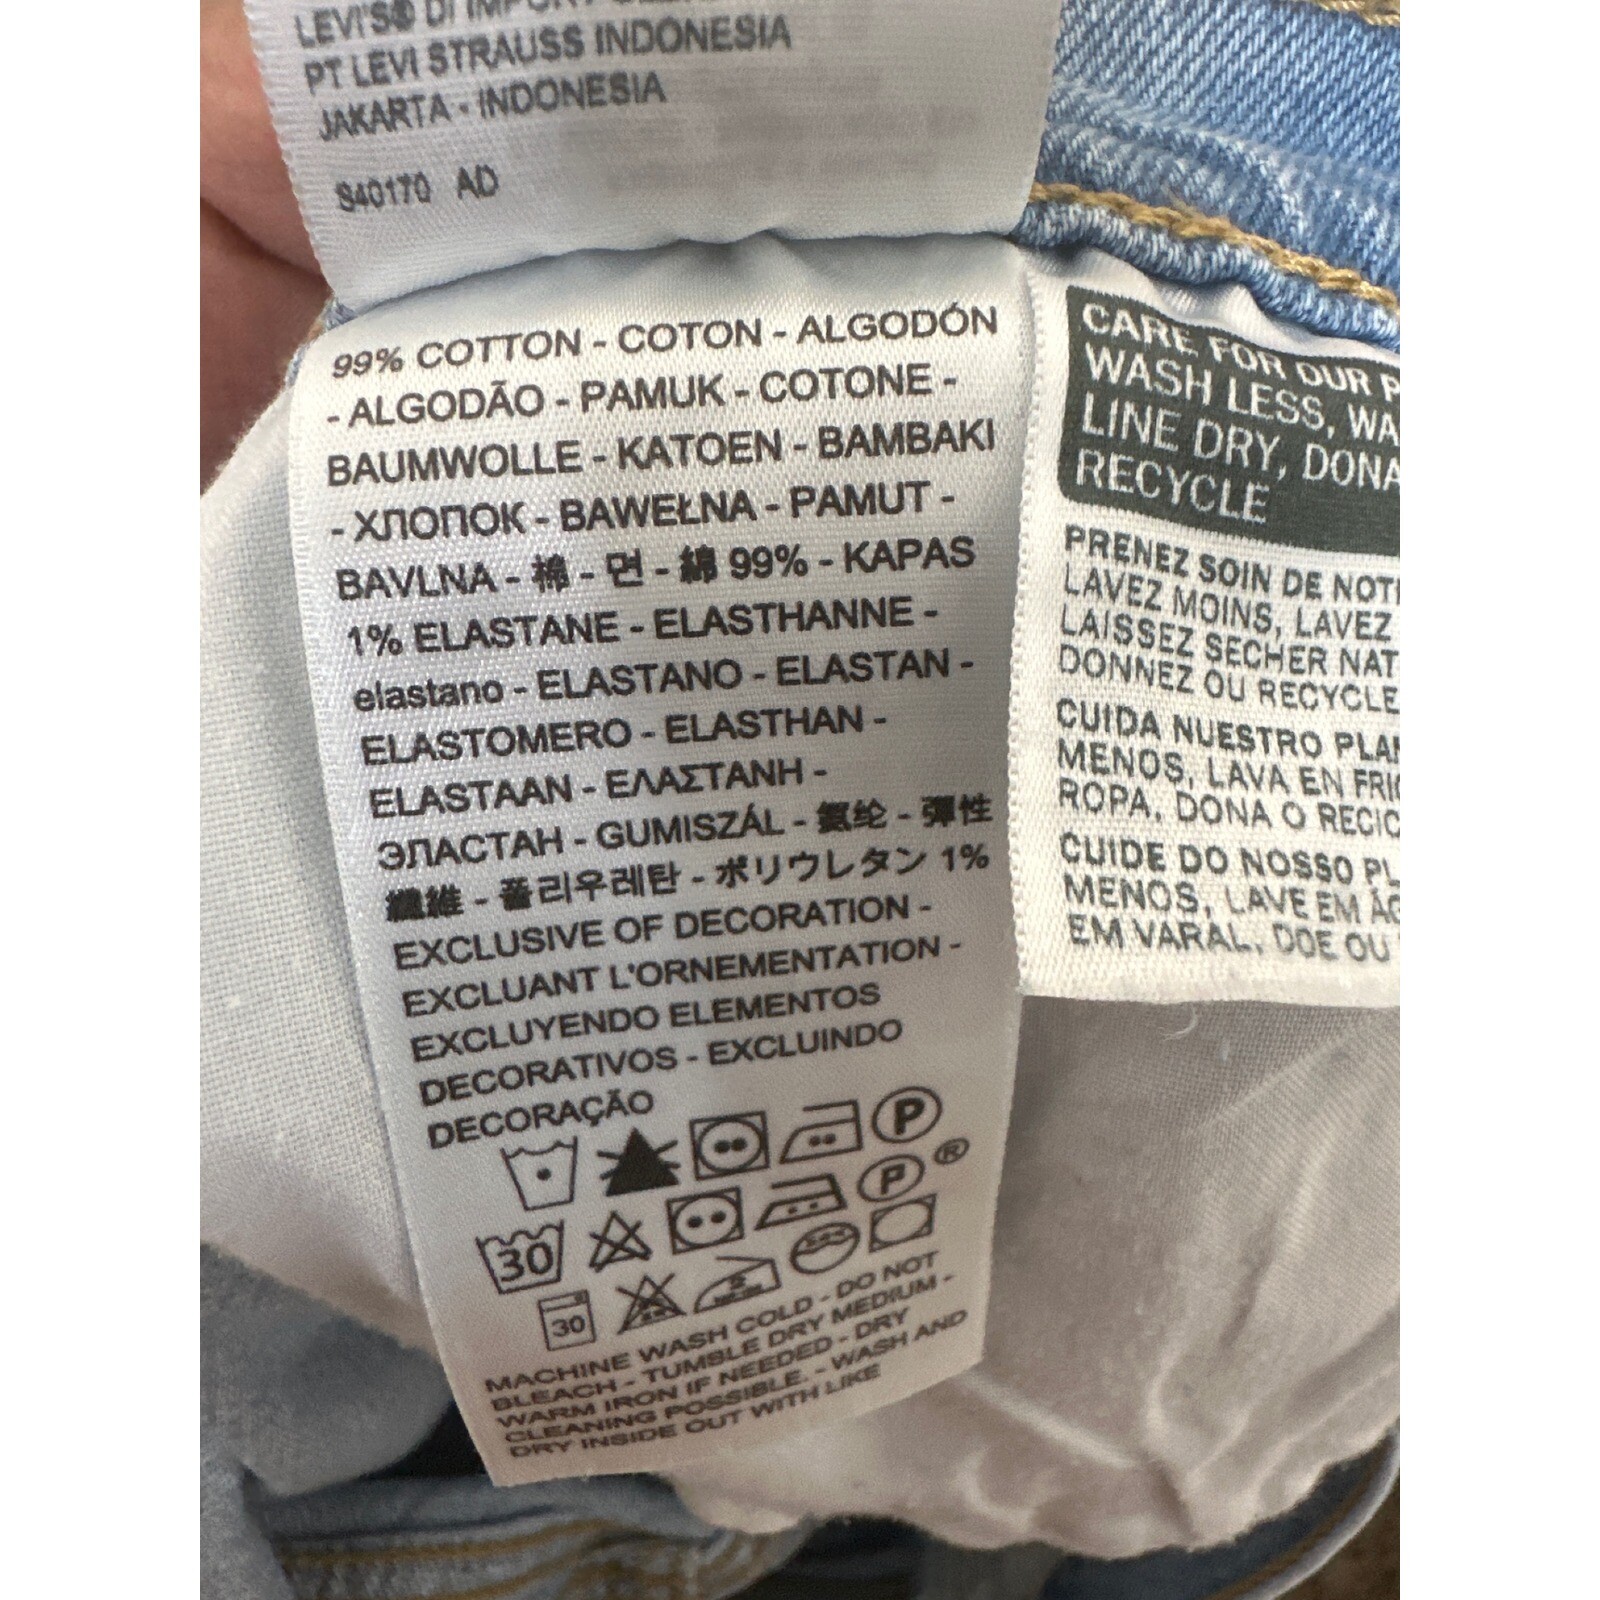 LEVI'S® DI IMPOR
PT LEVI STRAUSS INDONESIA
JAKARTA - INDONESIA
S40170 AD
99% COTTON - COTON - ALGODÓN
- ALGODÃO - PAMUK - COTONE -
BAUMWOLLE - KATOEN - BAMBAKI
- ХЛОПОК - BAWEŁNA - PAMUT -
BAVLNA - 棉 - 면 - 綿 99% - KAPAS
1% ELASTANE - ELASTHANNE -
elastano - ELASTANO - ELASTAN -
ELASTOMERO - ELASTHAN -
ELASTAAN - ΕΛΑΣΤΑΝΗ -
ЭЛАСТАН - GUMISZÁL - 氨纶 - 彈性
纖維 - 폴리우레탄 - ポリウレタン 1%
EXCLUSIVE OF DECORATION -
EXCLUANT L'ORNEMENTATION -
EXCLUYENDO ELEMENTOS
DECORATIVOS - EXCLUINDO
DECORAÇÃO
P
30 P ®
30
MACHINE WASH COLD - DO NOT
BLEACH - TUMBLE DRY MEDIUM -
WARM IRON IF NEEDED - DRY
CLEANING POSSIBLE. - WASH AND
DRY INSIDE OUT WITH LIKE
CARE FOR OUR P
WASH LESS, WA
LINE DRY, DONA
RECYCLE
PRENEZ SOIN DE NOT
LAVEZ MOINS, LAVEZ
LAISSEZ SECHER NAT
DONNEZ OU RECYCLE
CUIDA NUESTRO PLA
MENOS, LAVA EN FRI
ROPA, DONA O RECIC
CUIDE DO NOSSO PL
MENOS, LAVE EM ÁG
EM VARAL, DOE OU